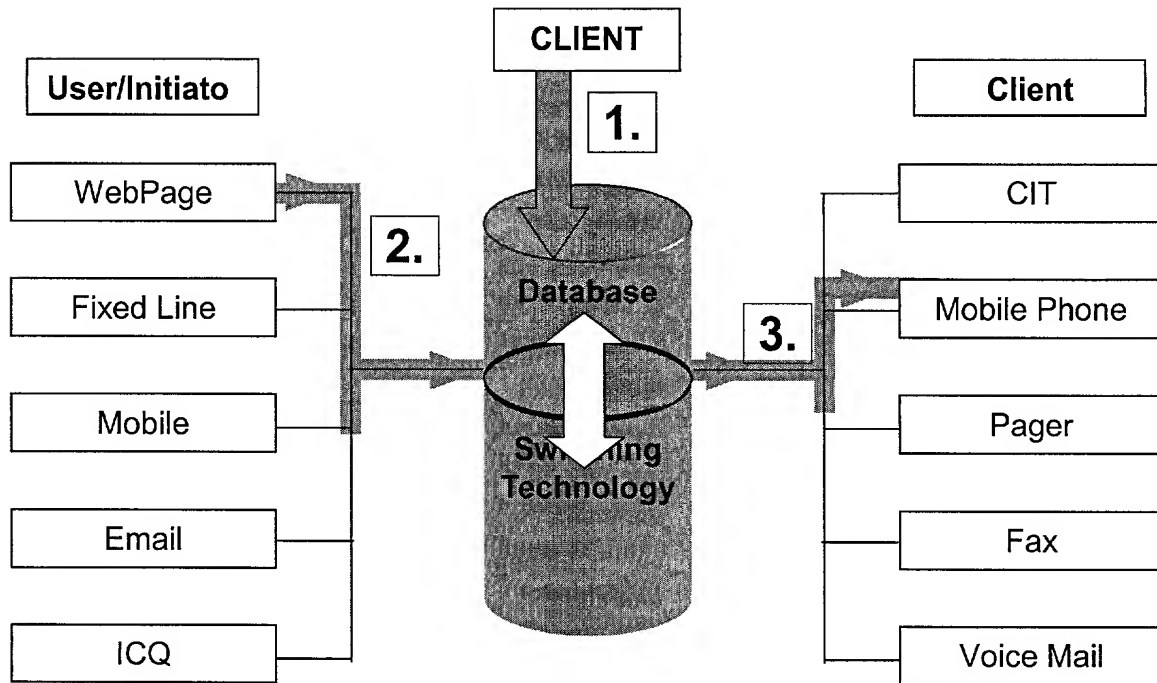 CLIENT
User/Initiato
Client
1.
WebPage
CIT
2.
Fixed Line
Database
Mobile Phone
3.
Mobile
Pager
Technology
Email
Fax
ICQ
Voice Mail